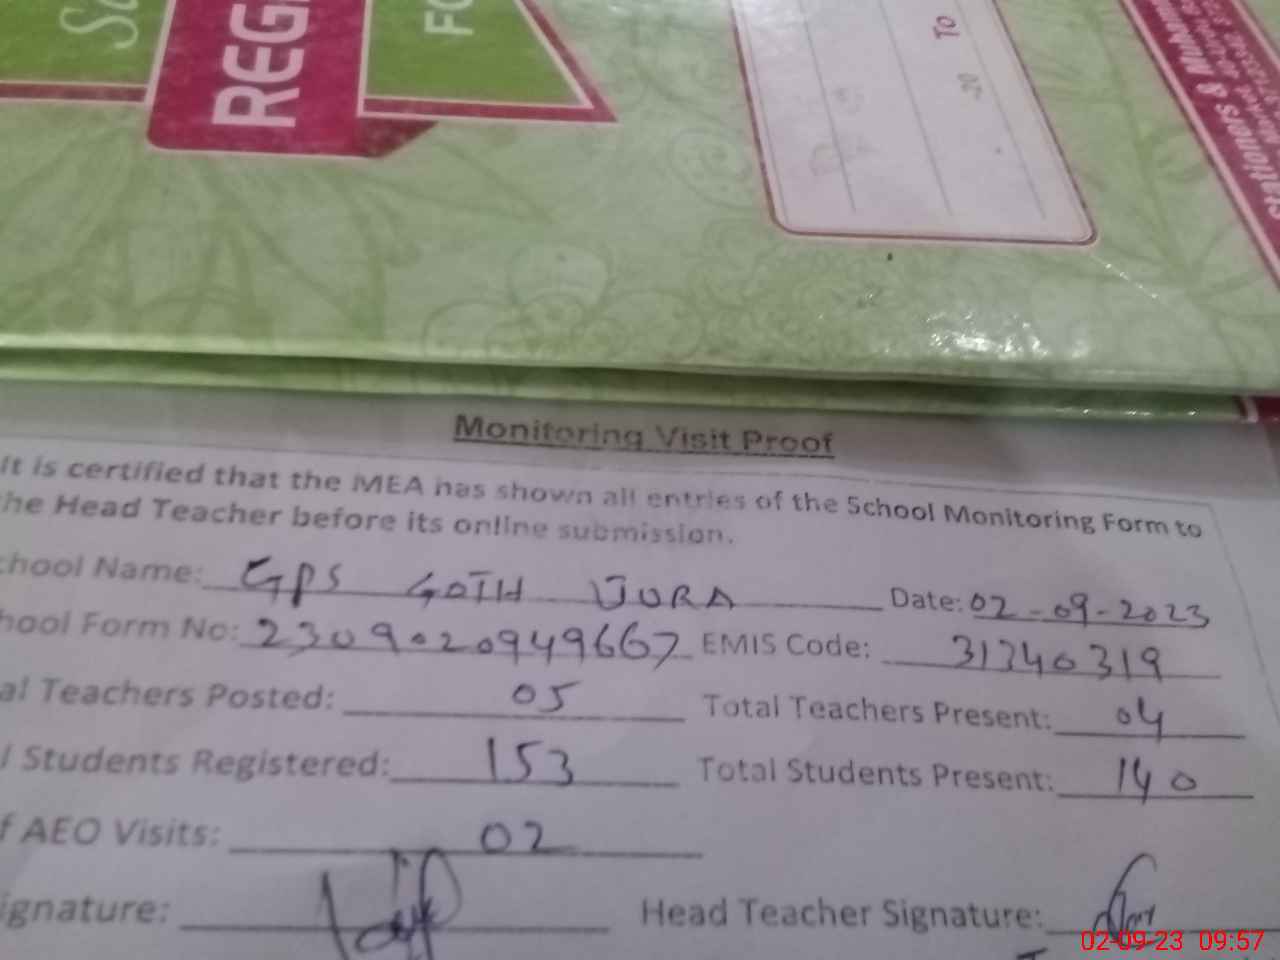 REG
FO
To
20-
Stationers &
Monitoring Visit Proof
It is certified that the MEA has shown all entries of the School Monitoring Form to
he Head Teacher before its online submission.
chool Name: GPS GOTH JURA Date: 02-09-2023
hool Form No: 2309020949667 EMIS Code: 31340319
al Teachers Posted: 05 Total Teachers Present: 04
l Students Registered: 153 Total Students Present: 140
f AEO Visits: 02
ignature: Head Teacher Signature:
02-09-23 09:57